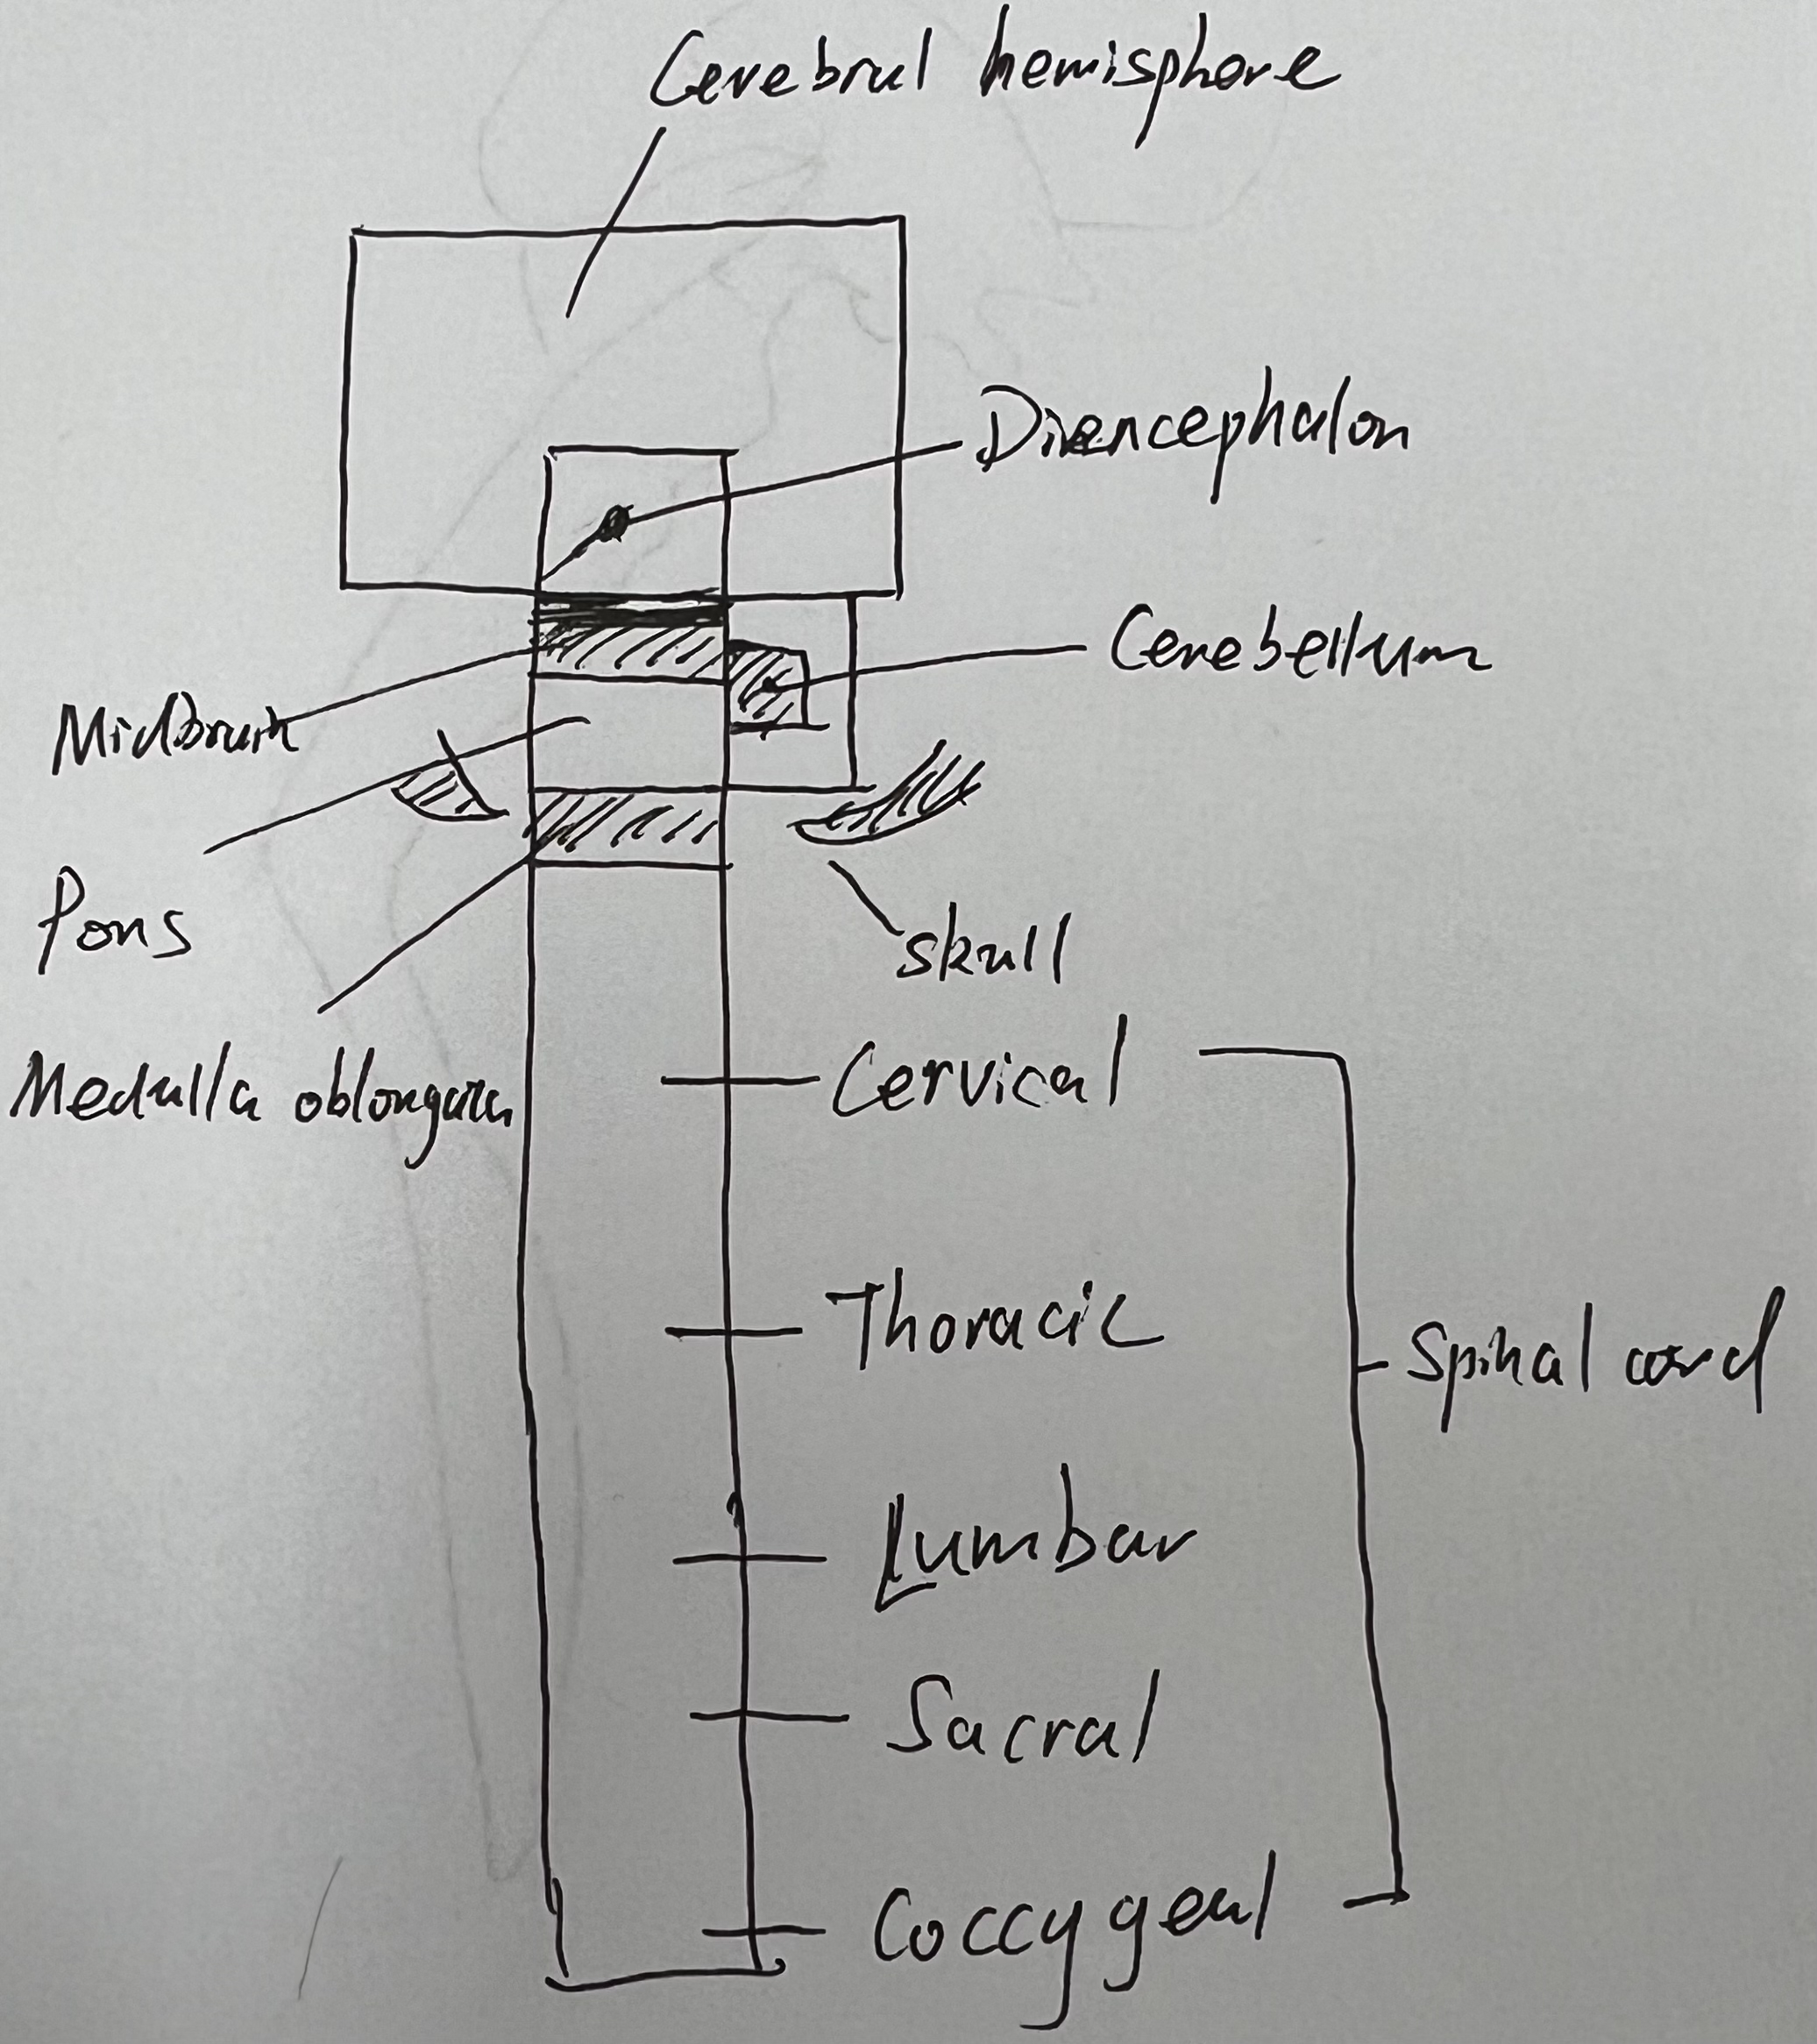 Cerebral hemisphere
Diencephalon
Cerebellum
Midbrain
Pons
skull
Medulla oblongata
Cervical
Thoracic
Spinal cord
Lumbar
Sacral
Coccygeal